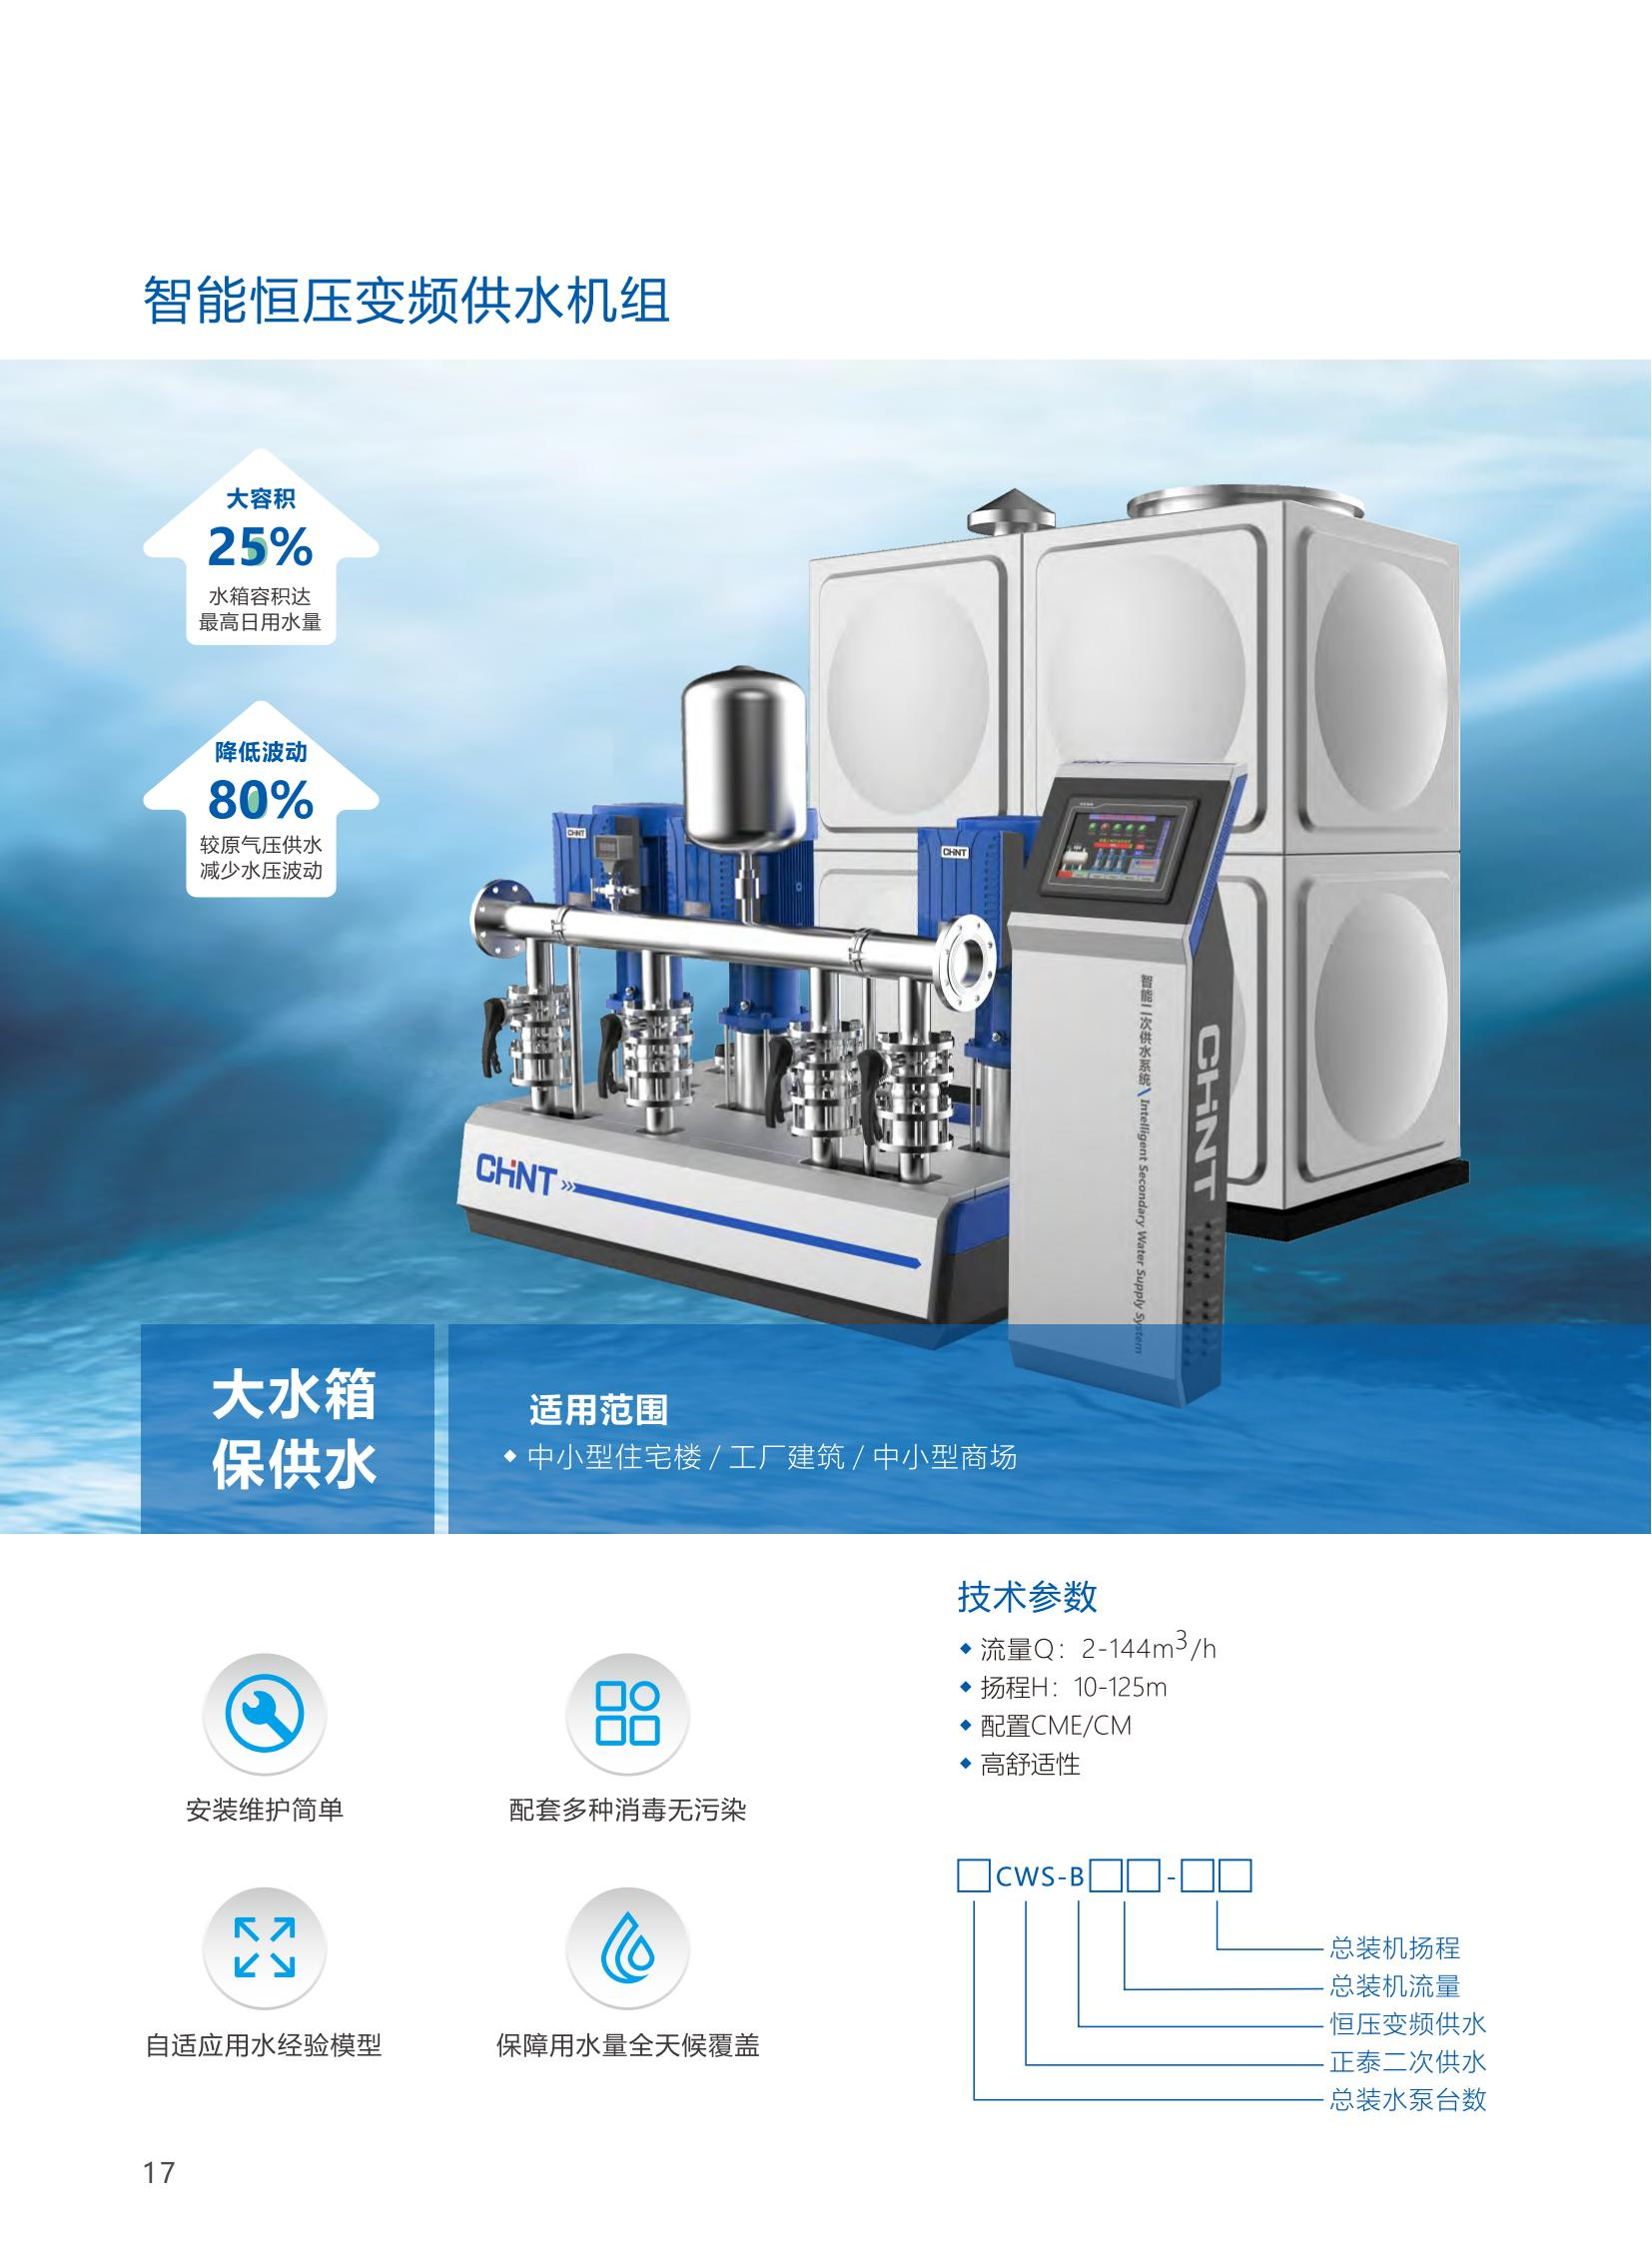 智能恒压变频供水机组
大容积
25%
水箱容积达
最高日用水量
降低波动
80%
较原气压供水
减少水压波动
CHNT
CHNT
CHNT
CHNT
智能二次供水系统 / Intelligent Secondary Water Supply System
CHNT
大水箱
保供水
适用范围
◆ 中小型住宅楼 / 工厂建筑 / 中小型商场
安装维护简单
配套多种消毒无污染
自适应用水经验模型
保障用水量全天候覆盖
技术参数
◆ 流量Q：2-144m³/h
◆ 扬程H：10-125m
◆ 配置CME/CM
◆ 高舒适性
□CWS-B□□-□□
总装机扬程
总装机流量
恒压变频供水
正泰二次供水
总装水泵台数
17